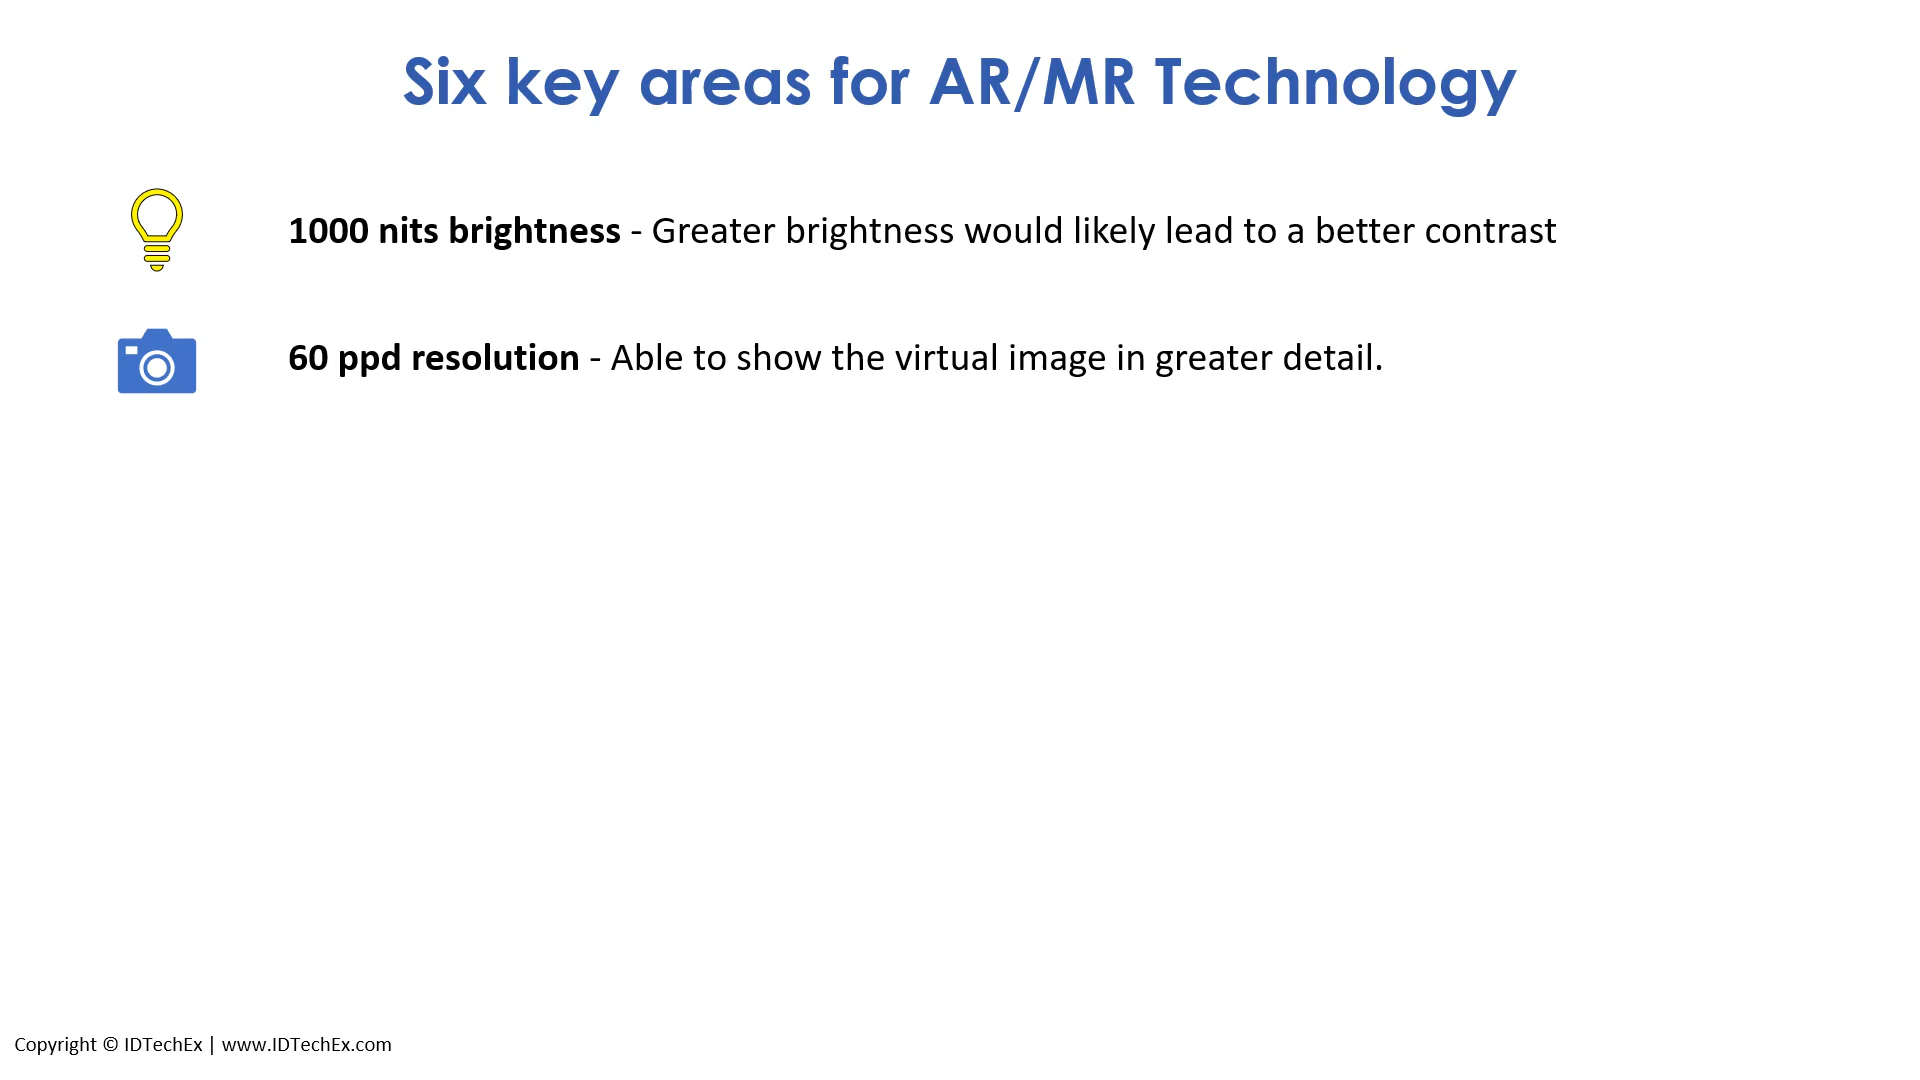 Six key areas for AR/MR Technology
1000 nits brightness - Greater brightness would likely lead to a better contrast
60 ppd resolution - Able to show the virtual image in greater detail.
Copyright © IDTechEx | www.IDTechEx.com